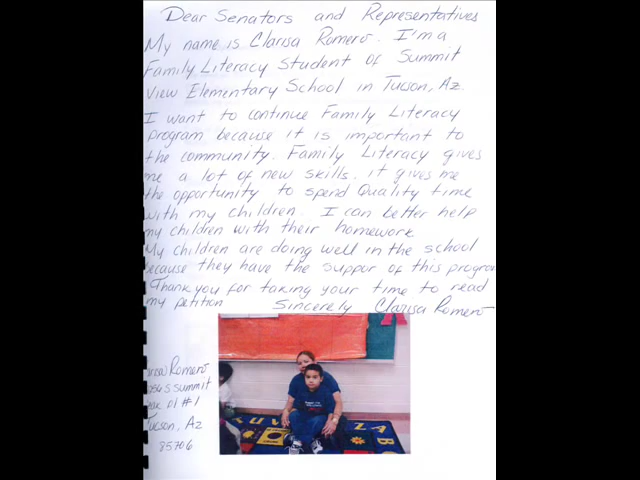 Dear Senators and Representatives
My name is Clarisa Romero. I'm a
Family Literacy Student of Summit
View Elementary School in Tucson, Az.
I want to continue Family Literacy
program because it is important to
the community. Family Literacy gives
me a lot of new skills. it gives me
the opportunity to spend Quality time
with my children. I can better help
my children with their homework
My children are doing well in the school
because they have the suppor of this program
Thank you for taking your time to read
my petition Sincerely Clarisa Romero
Romero
Summit
#1
Tucson, Az
85706